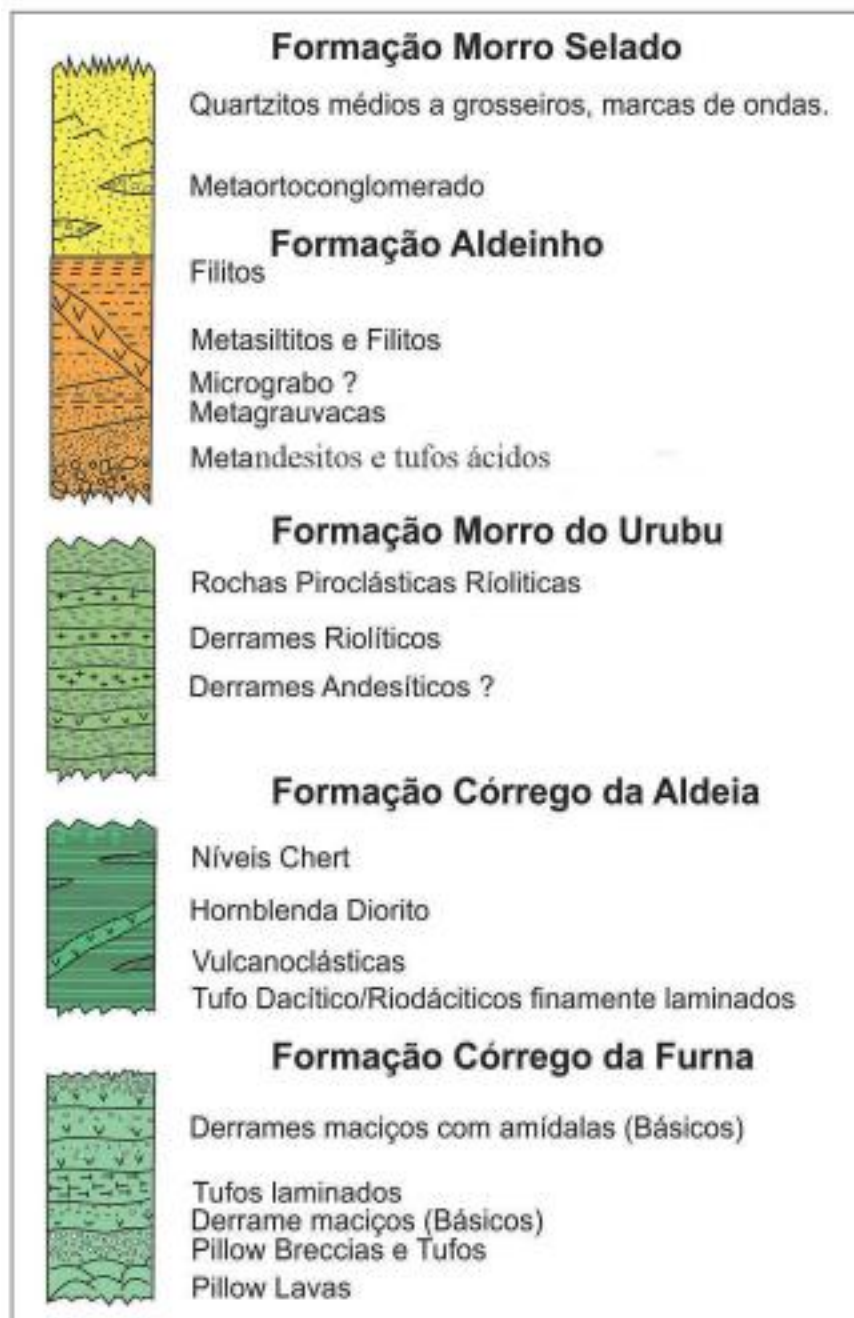 Formação Morro Selado
Quartzitos médios a grosseiros, marcas de ondas.
Metaortoconglomerado
Formação Aldeinho
Filitos
Metasiltitos e Filitos
Micrograbo ?
Metagrauvacas
Metandesitos e tufos ácidos
Formação Morro do Urubu
Rochas Piroclásticas Ríoliticas
Derrames Riolíticos
Derrames Andesíticos ?
Formação Córrego da Aldeia
Níveis Chert
Hornblenda Diorito
Vulcanoclásticas
Tufo Dacítico/Riodáciticos finamente laminados
Formação Córrego da Furna
Derrames maciços com amídalas (Básicos)
Tufos laminados
Derrame maciços (Básicos)
Pillow Breccias e Tufos
Pillow Lavas